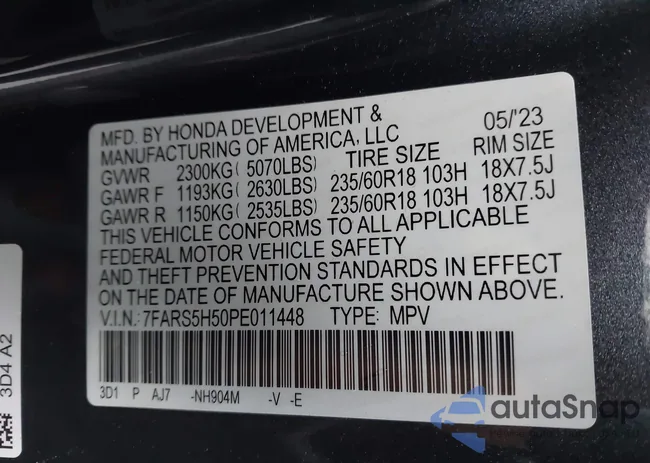 MFD. BY HONDA DEVELOPMENT & 05/'23
MANUFACTURING OF AMERICA, LLC
TIRE SIZE RIM SIZE
GVWR 2300KG( 5070LBS)
GAWR F 1193KG( 2630LBS) 235/60R18 103H 18X7.5J
GAWR R 1150KG( 2535LBS) 235/60R18 103H 18X7.5J
THIS VEHICLE CONFORMS TO ALL APPLICABLE
FEDERAL MOTOR VEHICLE SAFETY
AND THEFT PREVENTION STANDARDS IN EFFECT
ON THE DATE OF MANUFACTURE SHOWN ABOVE.
V.I.N.: 7FARS5H50PE011448 TYPE: MPV
3D1 P AJ7 -NH904M -V -E
3D4 A2
autaSnap